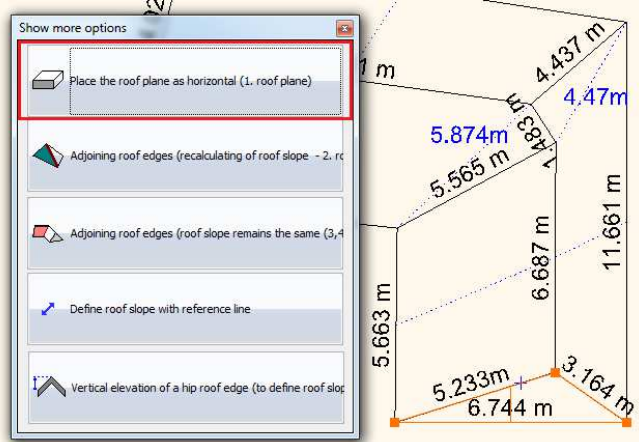 Show more options
Place the roof plane as horizontal (1. roof plane)
Adjoining roof edges (recalculating of roof slope - 2. ro
Adjoining roof edges (roof slope remains the same (3,4
Define roof slope with reference line
Vertical elevation of a hip roof edge (to define roof slop
1 m
4.437 m
4,47m
1.483 m
5.874m
5.565 m
5.663 m
6.687 m
11.661 m
5.233m
6.744 m
3.164 m